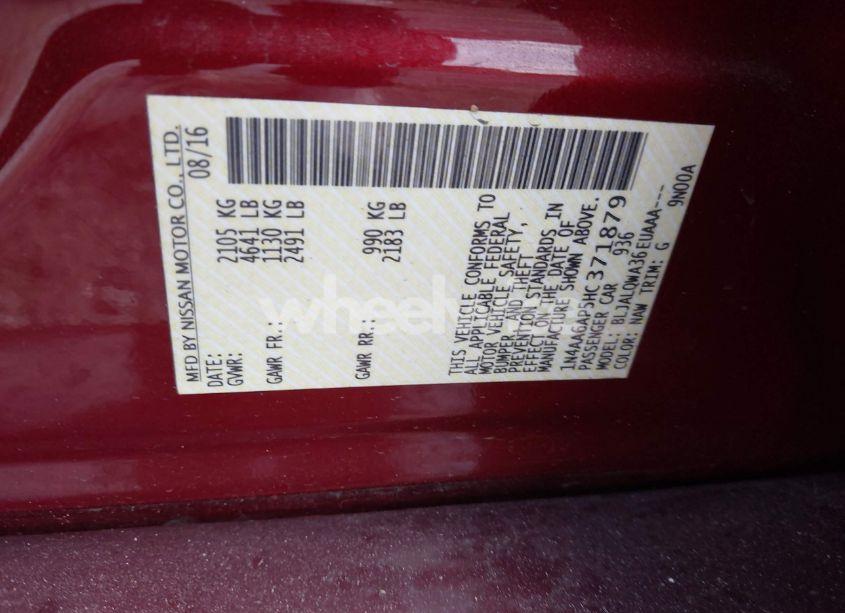 MFD BY NISSAN MOTOR CO., LTD.
DATE: 08/16
GVWR: 2105 KG
4641 LB
GAWR FR.: 1130 KG
2491 LB
GAWR RR.: 990 KG
2183 LB
THIS VEHICLE CONFORMS TO
ALL APPLICABLE FEDERAL
MOTOR VEHICLE SAFETY,
BUMPER AND THEFT
PREVENTION STANDARDS IN
EFFECT ON THE DATE OF
MANUFACTURE SHOWN ABOVE.
1N4AA6AP5HC371879
PASSENGER CAR 936
MODEL: BLJALQWA36EUAAA---
COLOR: NAW TRIM: G 9N00A